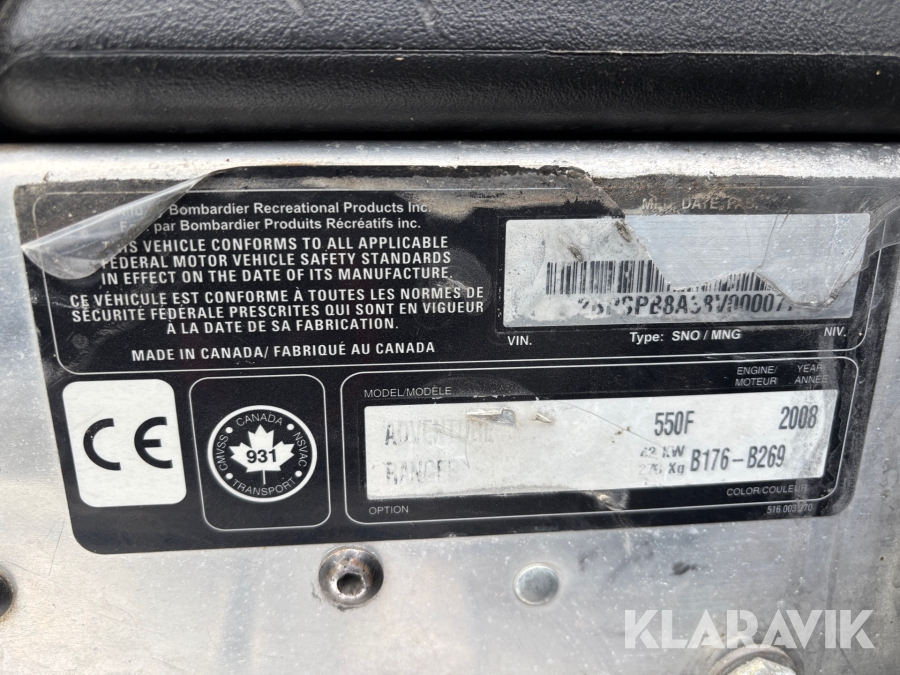 Bombardier Recreational Products Inc.
par Bombardier Produits Récréatifs inc.
THIS VEHICLE CONFORMS TO ALL APPLICABLE
FEDERAL MOTOR VEHICLE SAFETY STANDARDS
IN EFFECT ON THE DATE OF ITS MANUFACTURE.
CE VÉHICULE EST CONFORME À TOUTES LES NORMES DE
SÉCURITÉ FÉDÉRALE PRESCRITES QUI SONT EN VIGUEUR
À LA DATE DE SA FABRICATION.
MADE IN CANADA/ FABRIQUÉ AU CANADA
VIN. Type: SNO / MNG NIV.
CE
CANADA
CMVSS 931 NSVAC
TRANSPORT
MODEL/MODÈLE ENGINE/ MOTEUR YEAR ANNÉE
550F 2008
KW
Kg B176-B269
OPTION COLOR/COULEUR
KLARAVIK